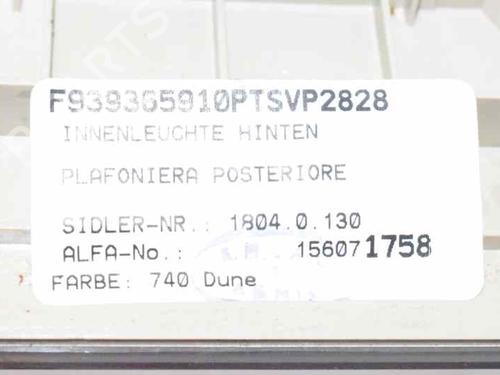 F939365910PTSVP2828
INNENLEUCHTE HINTEN
PLAFONIERA POSTERIORE
SIDLER-NR.: 1804.0.130
ALFA-No.: 156071758
FARBE: 740 Dune